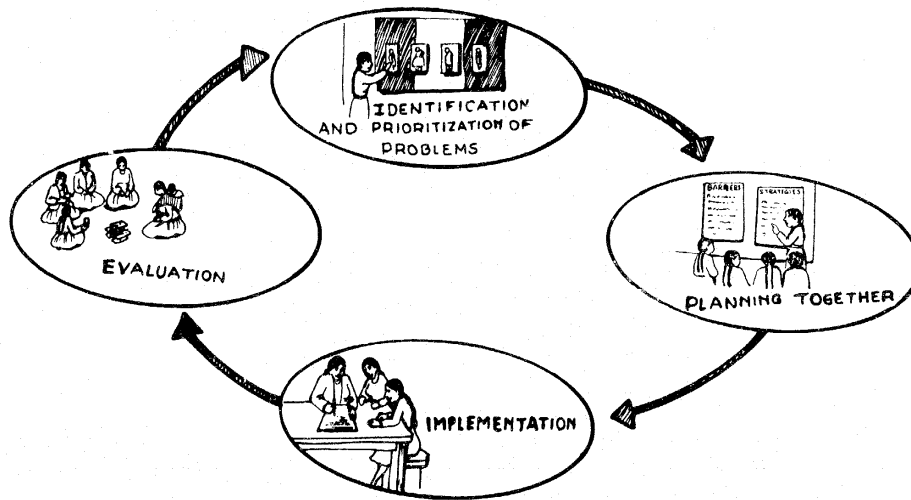 IDENTIFICATION
AND PRIORITIZATION OF
PROBLEMS
BARRIERS
STRATEGIES
PLANNING TOGETHER
IMPLEMENTATION
EVALUATION